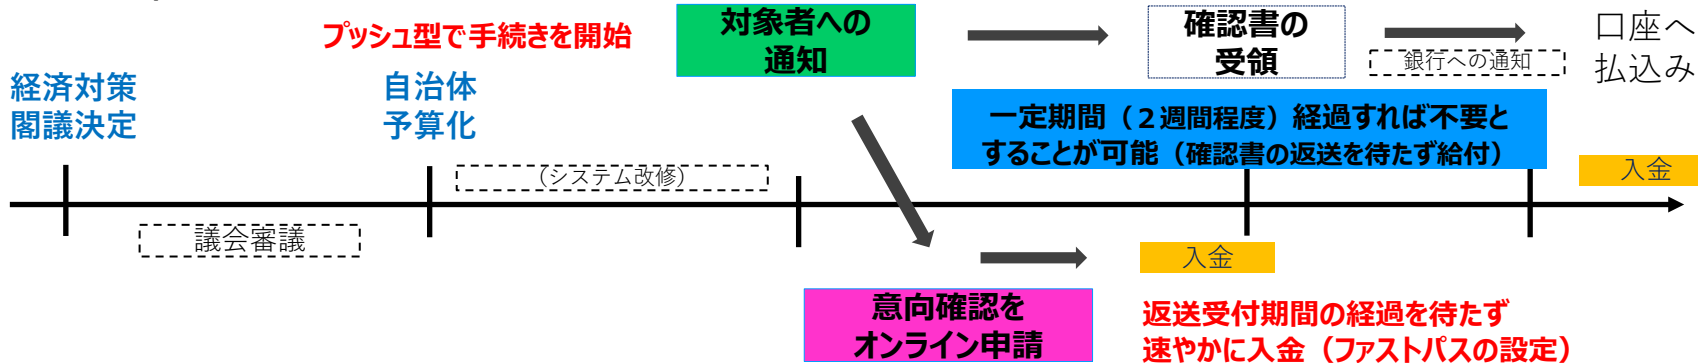 プッシュ型で手続きを開始
対象者への
通知
確認書の
受領
銀行への通知
口座へ
払込み
経済対策
閣議決定
自治体
予算化
一定期間(２週間程度)経過すれば不要と
することが可能(確認書の返送を待たず給付)
(システム改修)
入金
議会審議
入金
意向確認を
オンライン申請
返送受付期間の経過を待たず
速やかに入金(ファストパスの設定)